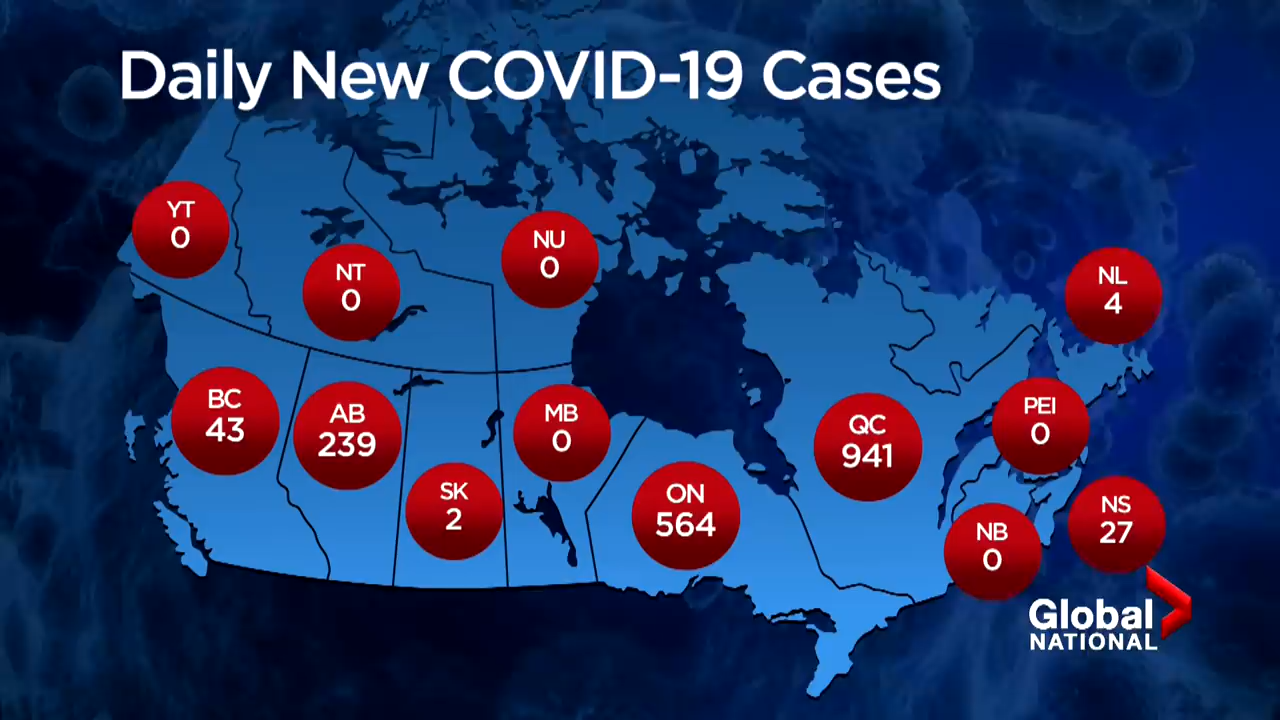 Daily New COVID-19 Cases
YT
0
NT
0
NU
0
NL
4
BC
43
AB
239
SK
2
MB
0
ON
564
QC
941
PEI
0
NB
0
NS
27
Global
NATIONAL